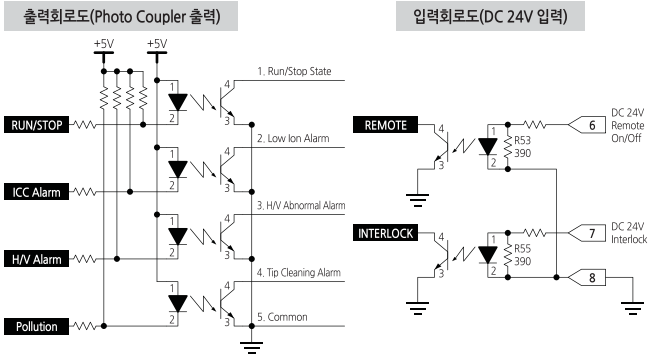 출력회로도(Photo Coupler 출력)
+5V
+5V
1
2
4
3
1. Run/Stop State
RUN/STOP
1
2
4
3
2. Low Ion Alarm
ICC Alarm
1
2
4
3
3. H/V Abnormal Alarm
H/V Alarm
1
2
4
3
4. Tip Cleaning Alarm
5. Common
Pollution
입력회로도(DC 24V 입력)
REMOTE
4
3
1
2
R53
390
6
DC 24V
Remote
On/Off
INTERLOCK
4
3
1
2
R55
390
7
DC 24V
Interlock
8